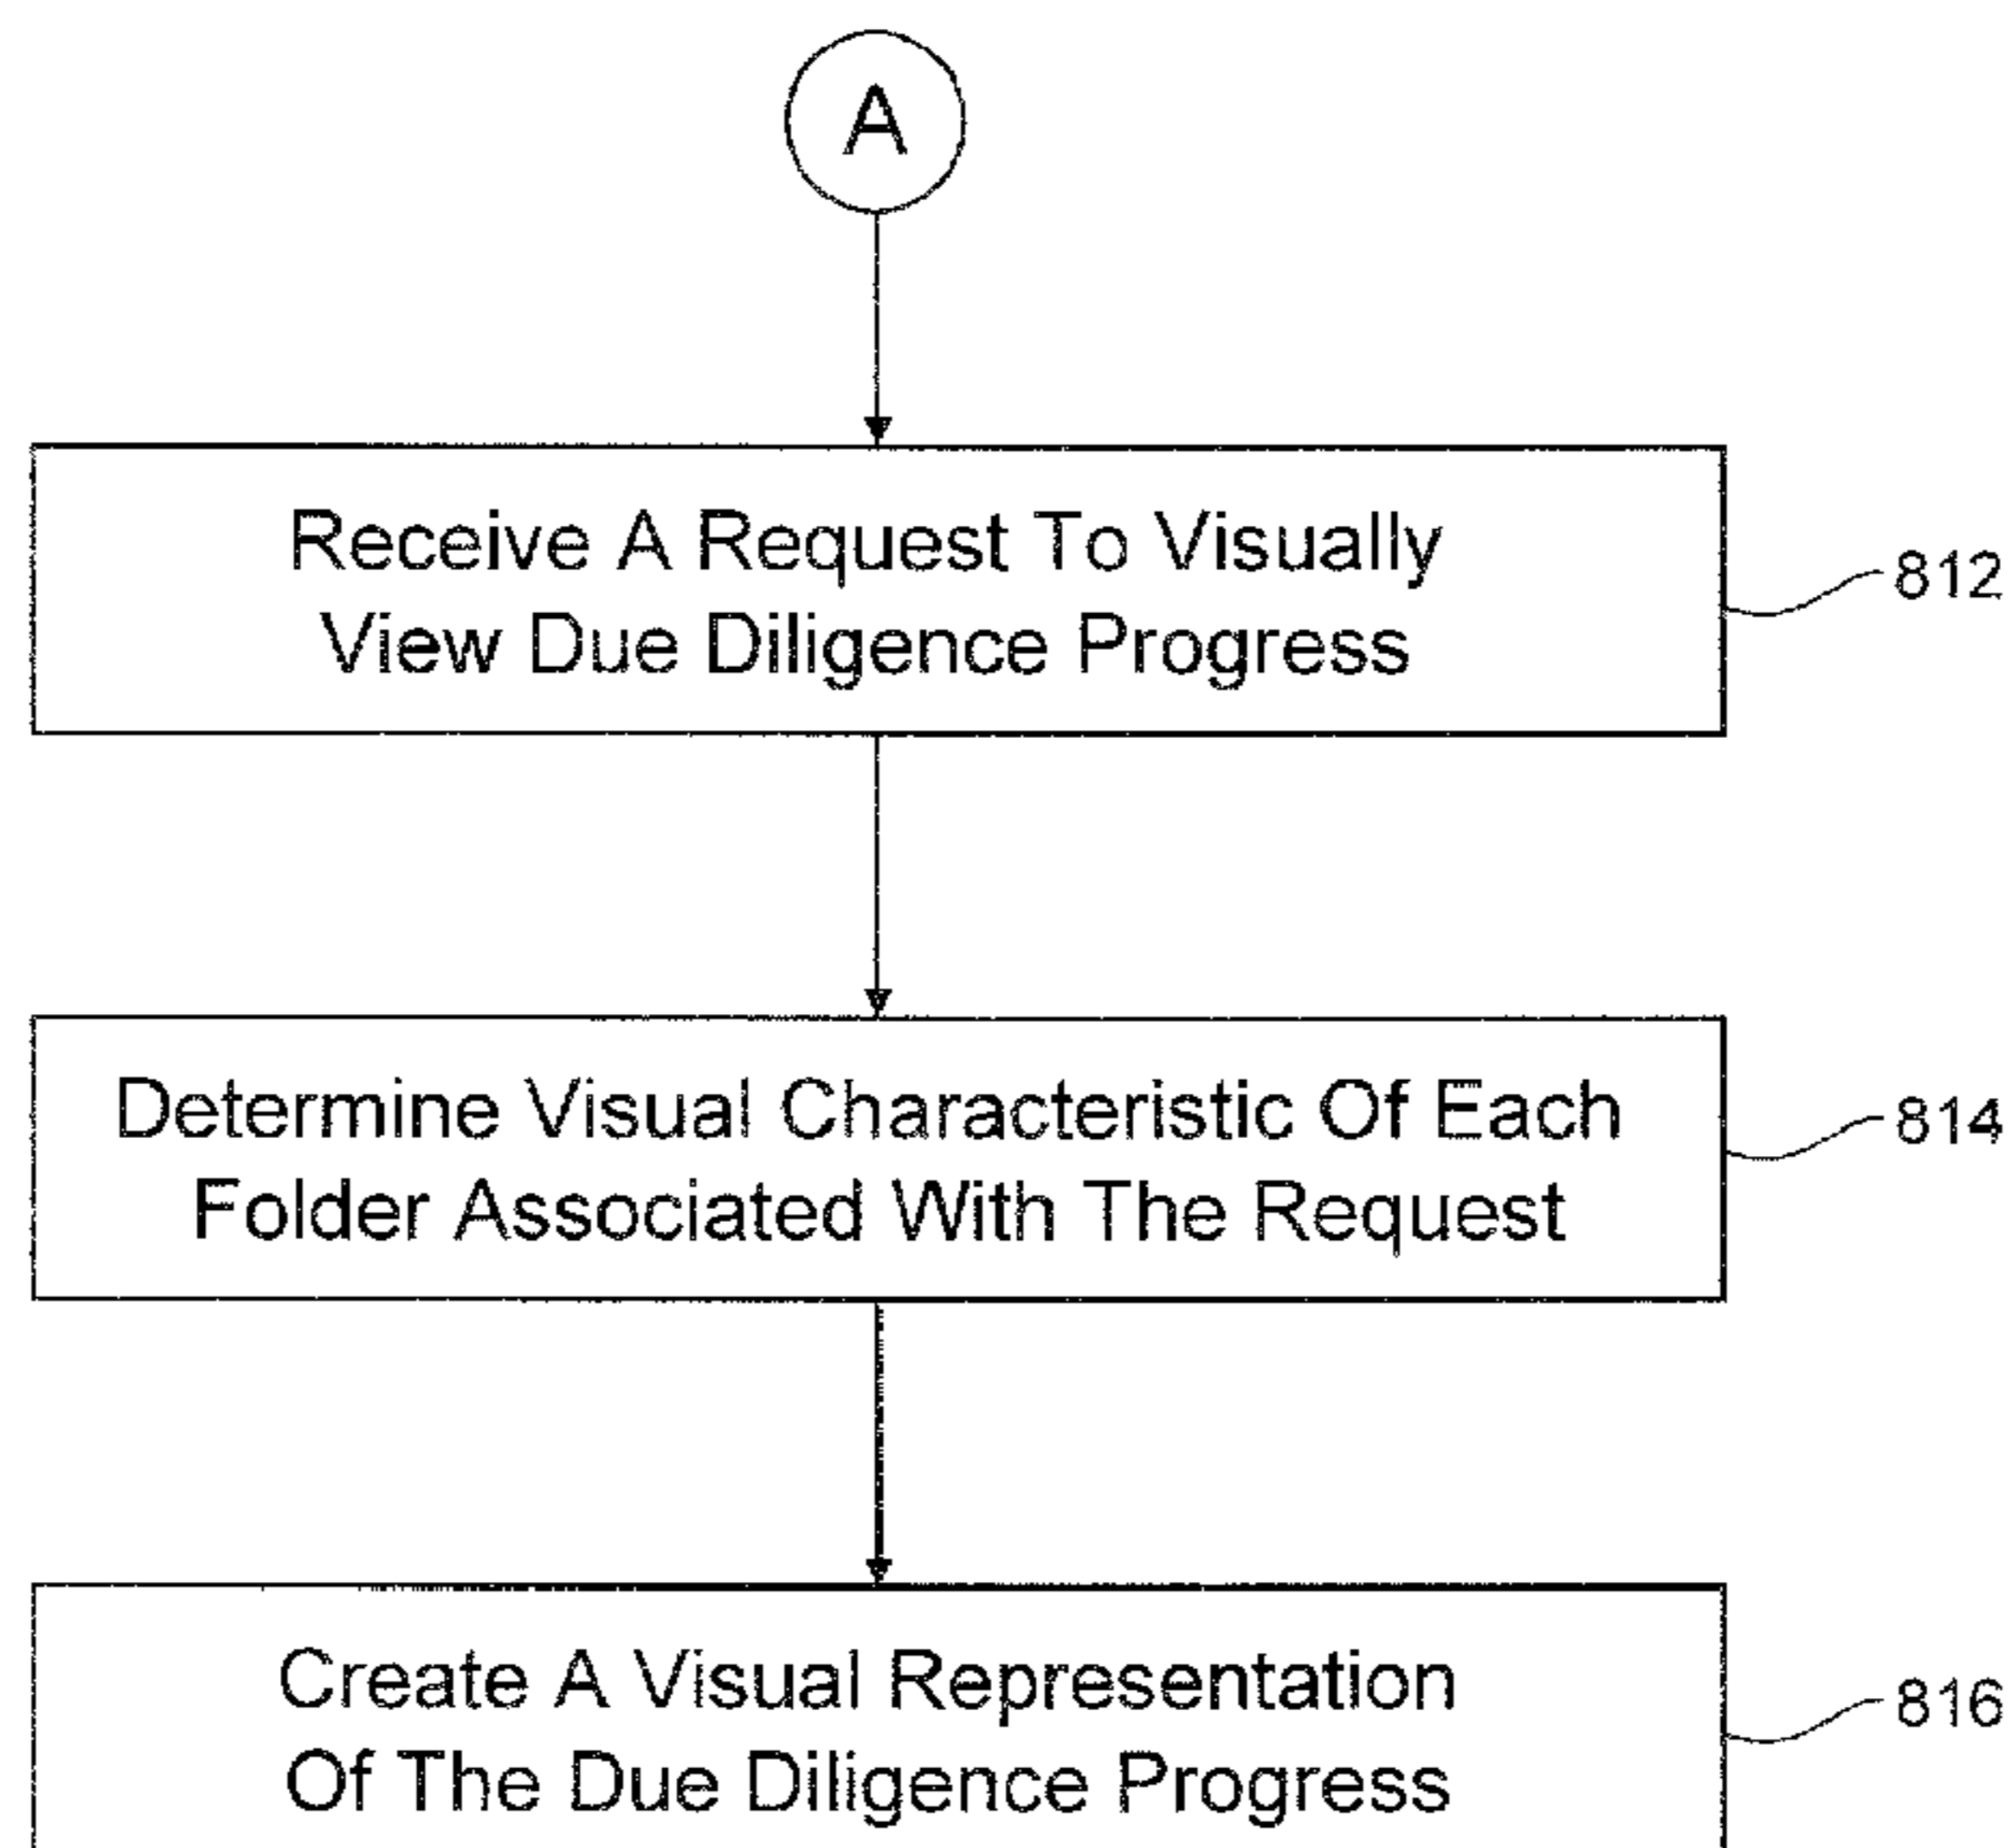 A
Receive A Request To Visually
View Due Diligence Progress
812
Determine Visual Characteristic Of Each
Folder Associated With The Request
814
Create A Visual Representation
Of The Due Diligence Progress
816